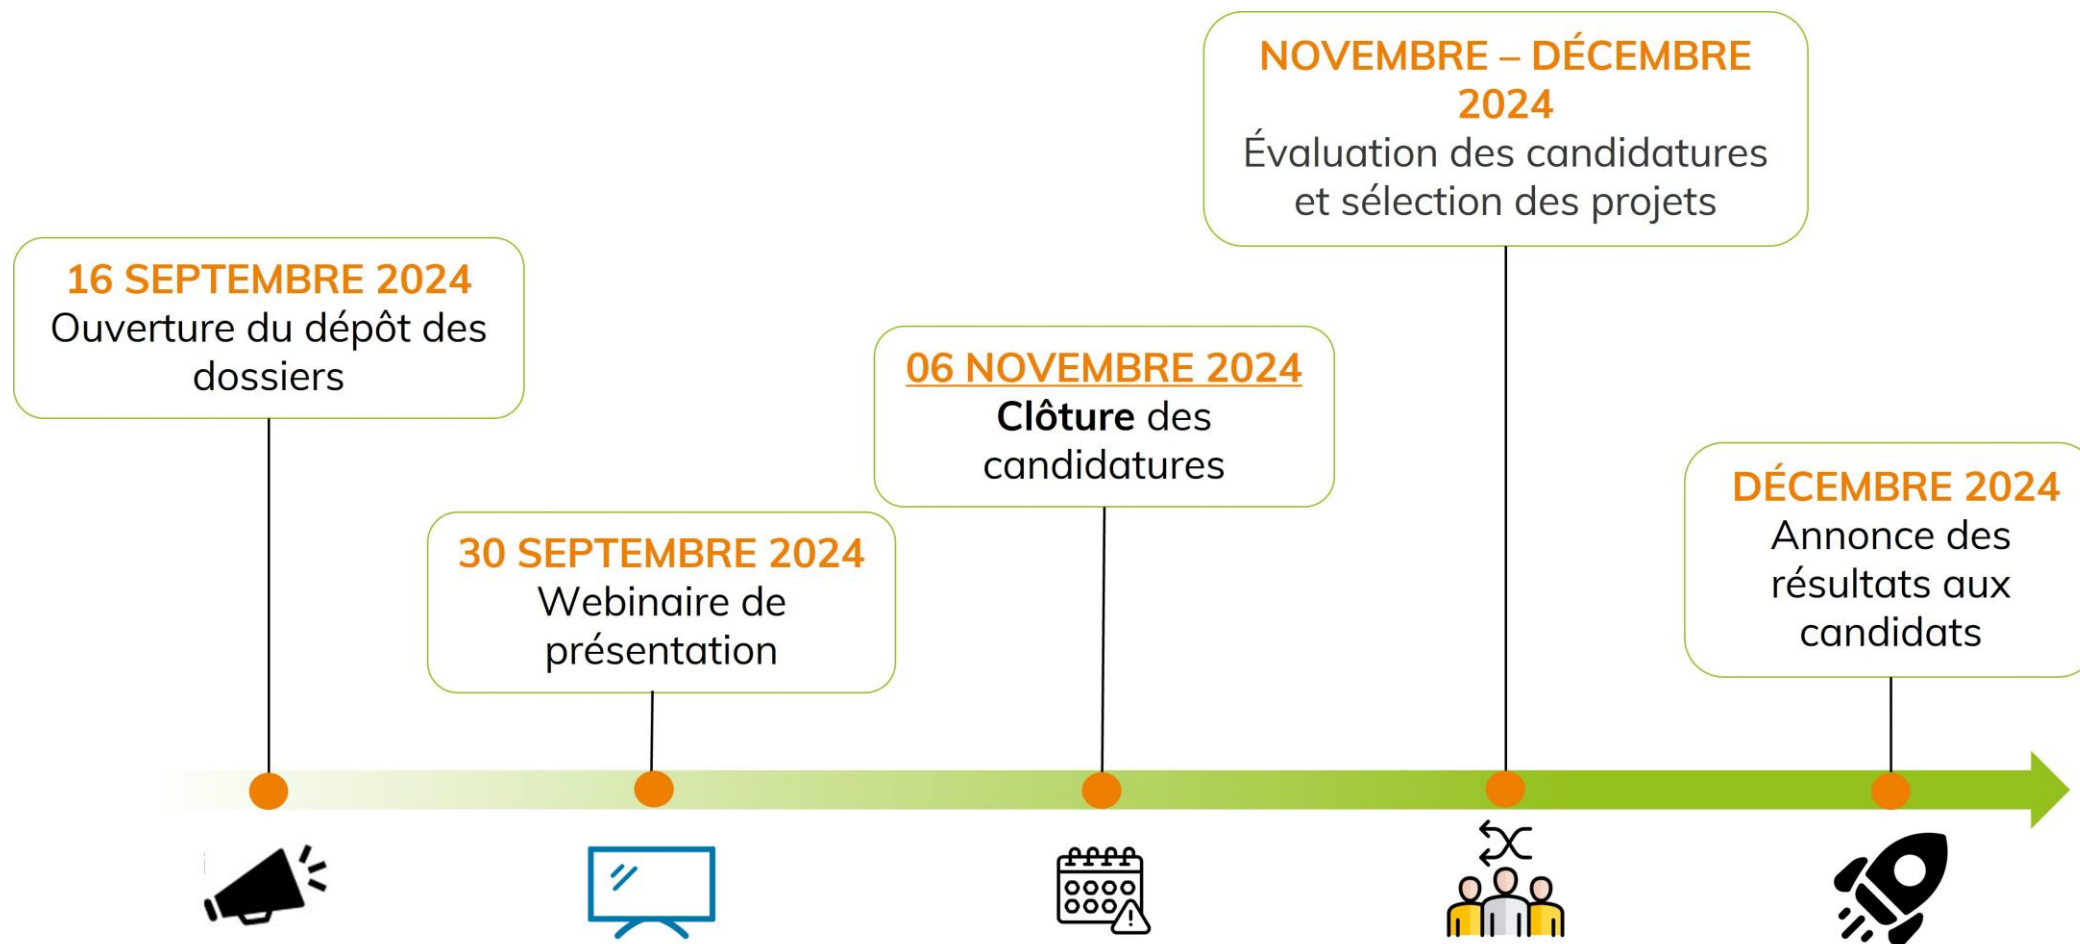 16 SEPTEMBRE 2024
Ouverture du dépôt des
dossiers
30 SEPTEMBRE 2024
Webinaire de
présentation
06 NOVEMBRE 2024
Clôture des
candidatures
NOVEMBRE – DÉCEMBRE
2024
Évaluation des candidatures
et sélection des projets
DÉCEMBRE 2024
Annonce des
résultats aux
candidats